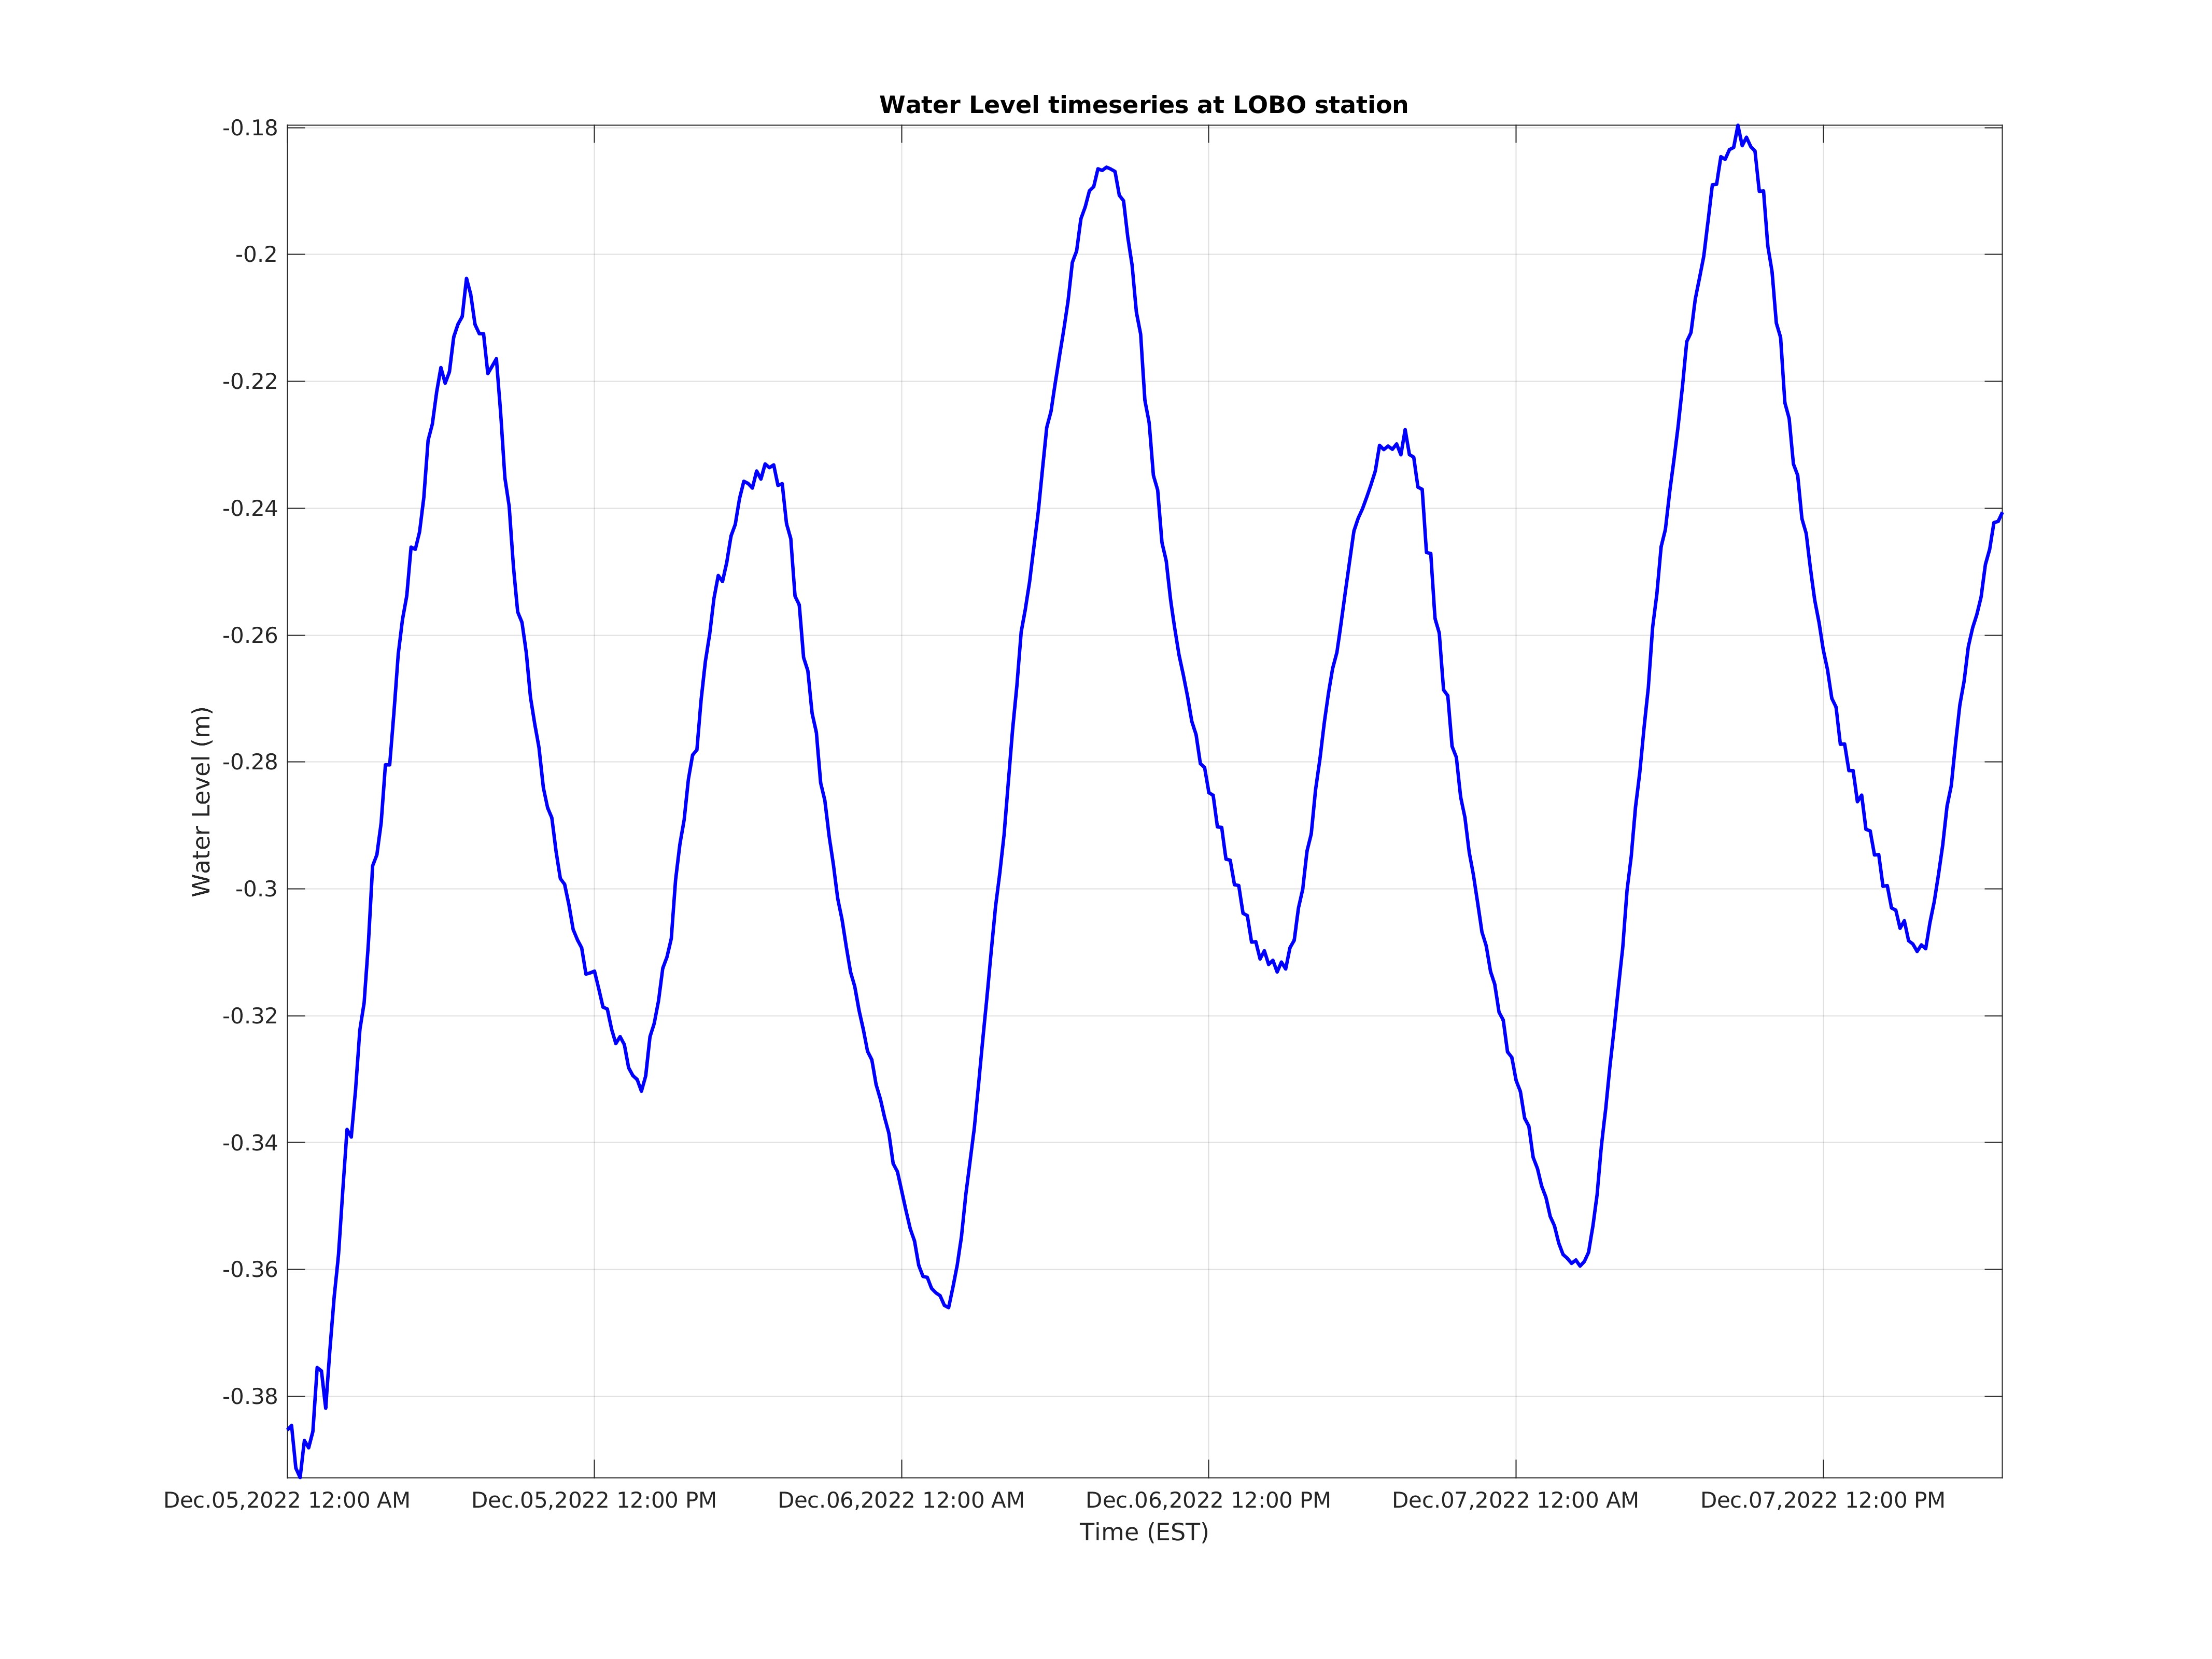 Water Level timeseries at LOBO station
-0.18
-0.2
-0.22
-0.24
-0.26
-0.28
-0.3
-0.32
-0.34
-0.36
-0.38
Water Level (m)
Dec.05,2022 12:00 AM Dec.05,2022 12:00 PM Dec.06,2022 12:00 AM Dec.06,2022 12:00 PM Dec.07,2022 12:00 AM Dec.07,2022 12:00 PM
Time (EST)